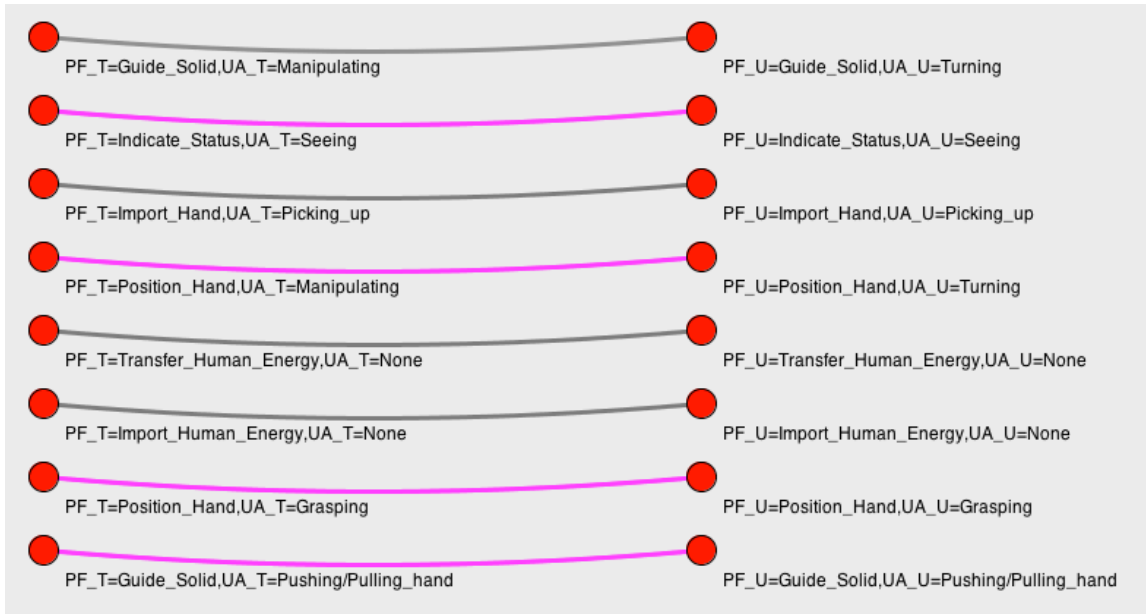 PF_T=Guide_Solid,UA_T=Manipulating PF_U=Guide_Solid,UA_U=Turning
PF_T=Indicate_Status,UA_T=Seeing PF_U=Indicate_Status,UA_U=Seeing
PF_T=Import_Hand,UA_T=Picking_up PF_U=Import_Hand,UA_U=Picking_up
PF_T=Position_Hand,UA_T=Manipulating PF_U=Position_Hand,UA_U=Turning
PF_T=Transfer_Human_Energy,UA_T=None PF_U=Transfer_Human_Energy,UA_U=None
PF_T=Import_Human_Energy,UA_T=None PF_U=Import_Human_Energy,UA_U=None
PF_T=Position_Hand,UA_T=Grasping PF_U=Position_Hand,UA_U=Grasping
PF_T=Guide_Solid,UA_T=Pushing/Pulling_hand PF_U=Guide_Solid,UA_U=Pushing/Pulling_hand